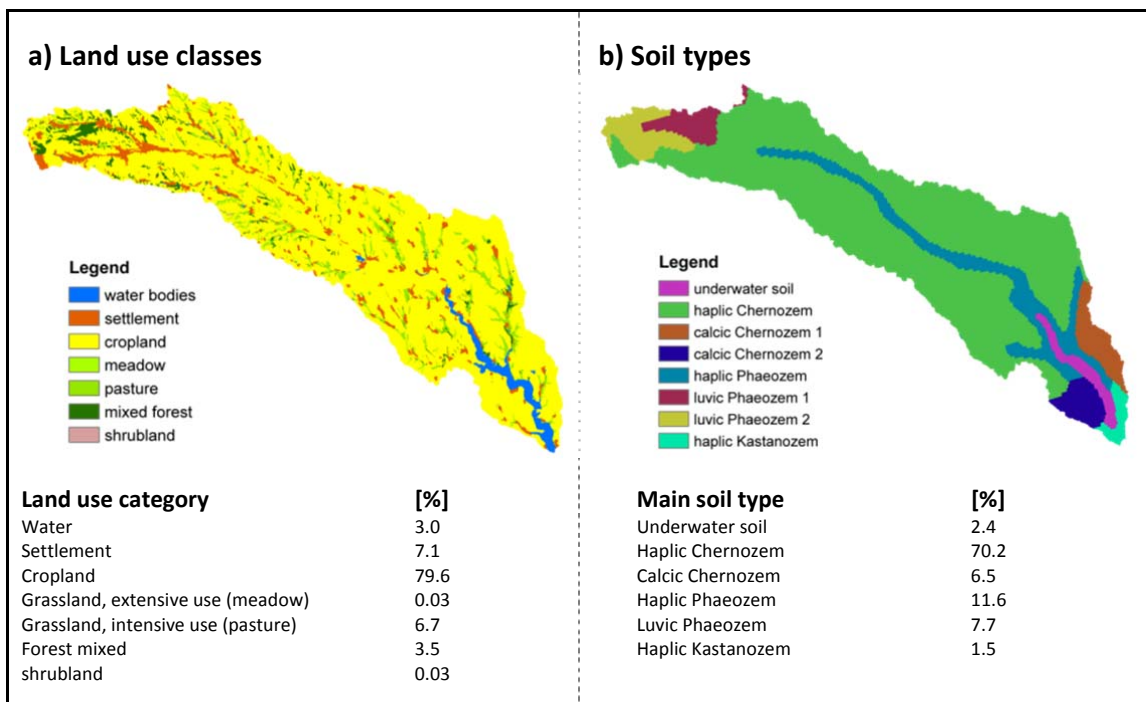 a) Land use classes
Legend
water bodies
settlement
cropland
meadow
pasture
mixed forest
shrubland
Land use category [%]
Water 3.0
Settlement 7.1
Cropland 79.6
Grassland, extensive use (meadow) 0.03
Grassland, intensive use (pasture) 6.7
Forest mixed 3.5
shrubland 0.03
b) Soil types
Legend
underwater soil
haplic Chernozem
calcic Chernozem 1
calcic Chernozem 2
haplic Phaeozem
luvic Phaeozem 1
luvic Phaeozem 2
haplic Kastanozem
Main soil type [%]
Underwater soil 2.4
Haplic Chernozem 70.2
Calcic Chernozem 6.5
Haplic Phaeozem 11.6
Luvic Phaeozem 7.7
Haplic Kastanozem 1.5